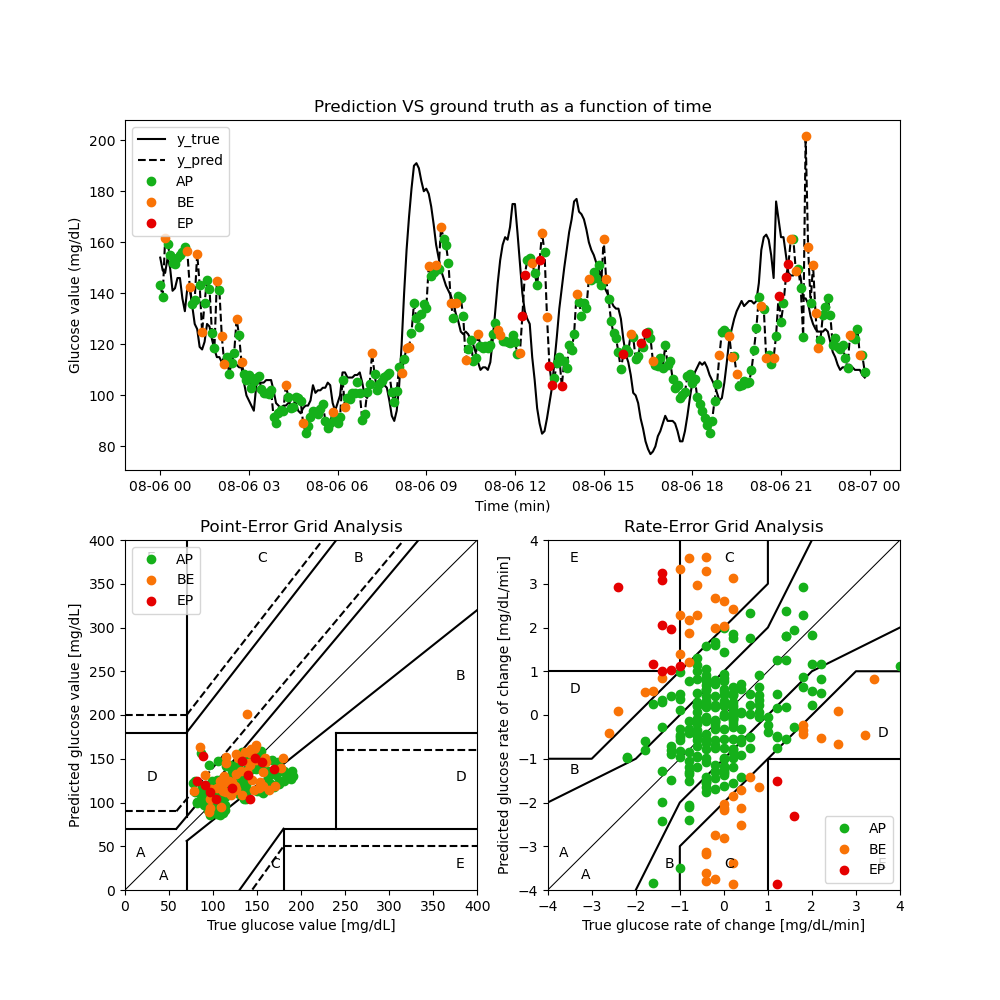 Prediction VS ground truth as a function of time
Glucose value (mg/dL)
200
180
160
140
120
100
80
y_true
y_pred
AP
BE
EP
08-06 00 08-06 03 08-06 06 08-06 09 08-06 12 08-06 15 08-06 18 08-06 21 08-07 00
Time (min)
Point-Error Grid Analysis
Predicted glucose value [mg/dL]
400
350
300
250
200
150
100
50
0
AP
BE
EP
C
B
B
D
D
A
A
C
E
0 50 100 150 200 250 300 350 400
True glucose value [mg/dL]
Rate-Error Grid Analysis
Predicted glucose rate of change [mg/dL/min]
4
3
2
1
0
−1
−2
−3
−4
E
C
D
D
B
A
A
B
C
AP
BE
EP
−4 −3 −2 −1 0 1 2 3 4
True glucose rate of change [mg/dL/min]